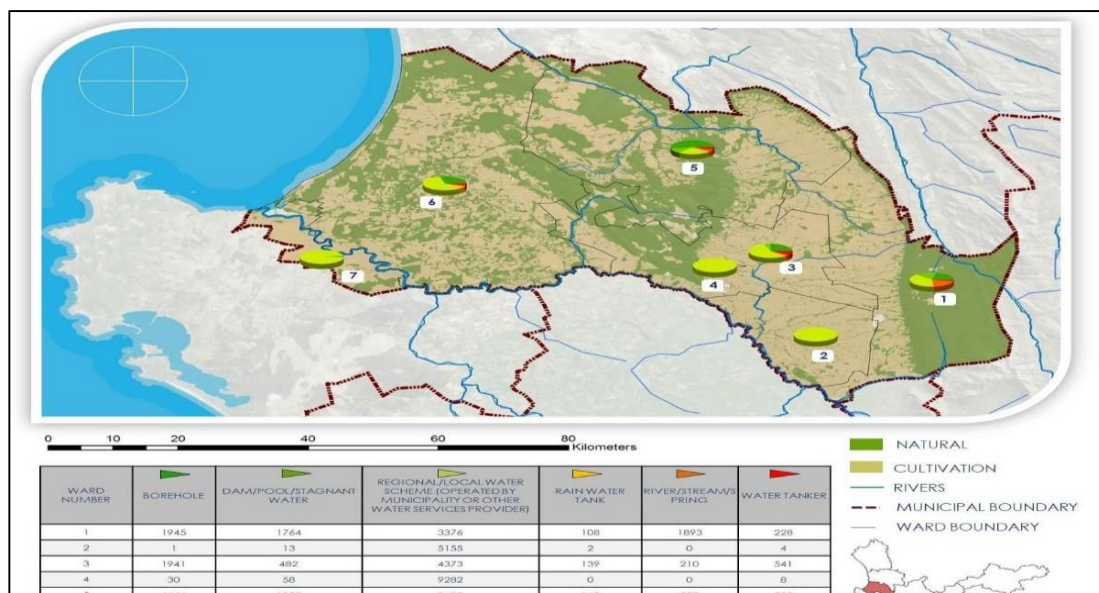 5
6
3
7
4
1
2
0 10 20 40 60 80
Kilometers
NATURAL
CULTIVATION
RIVERS
MUNICIPAL BOUNDARY
WARD BOUNDARY
WARD NUMBER BOREHOLE DAM/POOL/STAGNANT WATER REGIONAL/LOCAL WATER SCHEME (OPERATED BY MUNICIPALITY OR OTHER WATER SERVICES PROVIDER) RAIN WATER TANK RIVER/STREAM/S PRING WATER TANKER
1 1945 1764 3376 108 1893 228
2 1 13 5155 2 0 4
3 1941 482 4373 139 210 541
4 30 58 9282 0 0 8